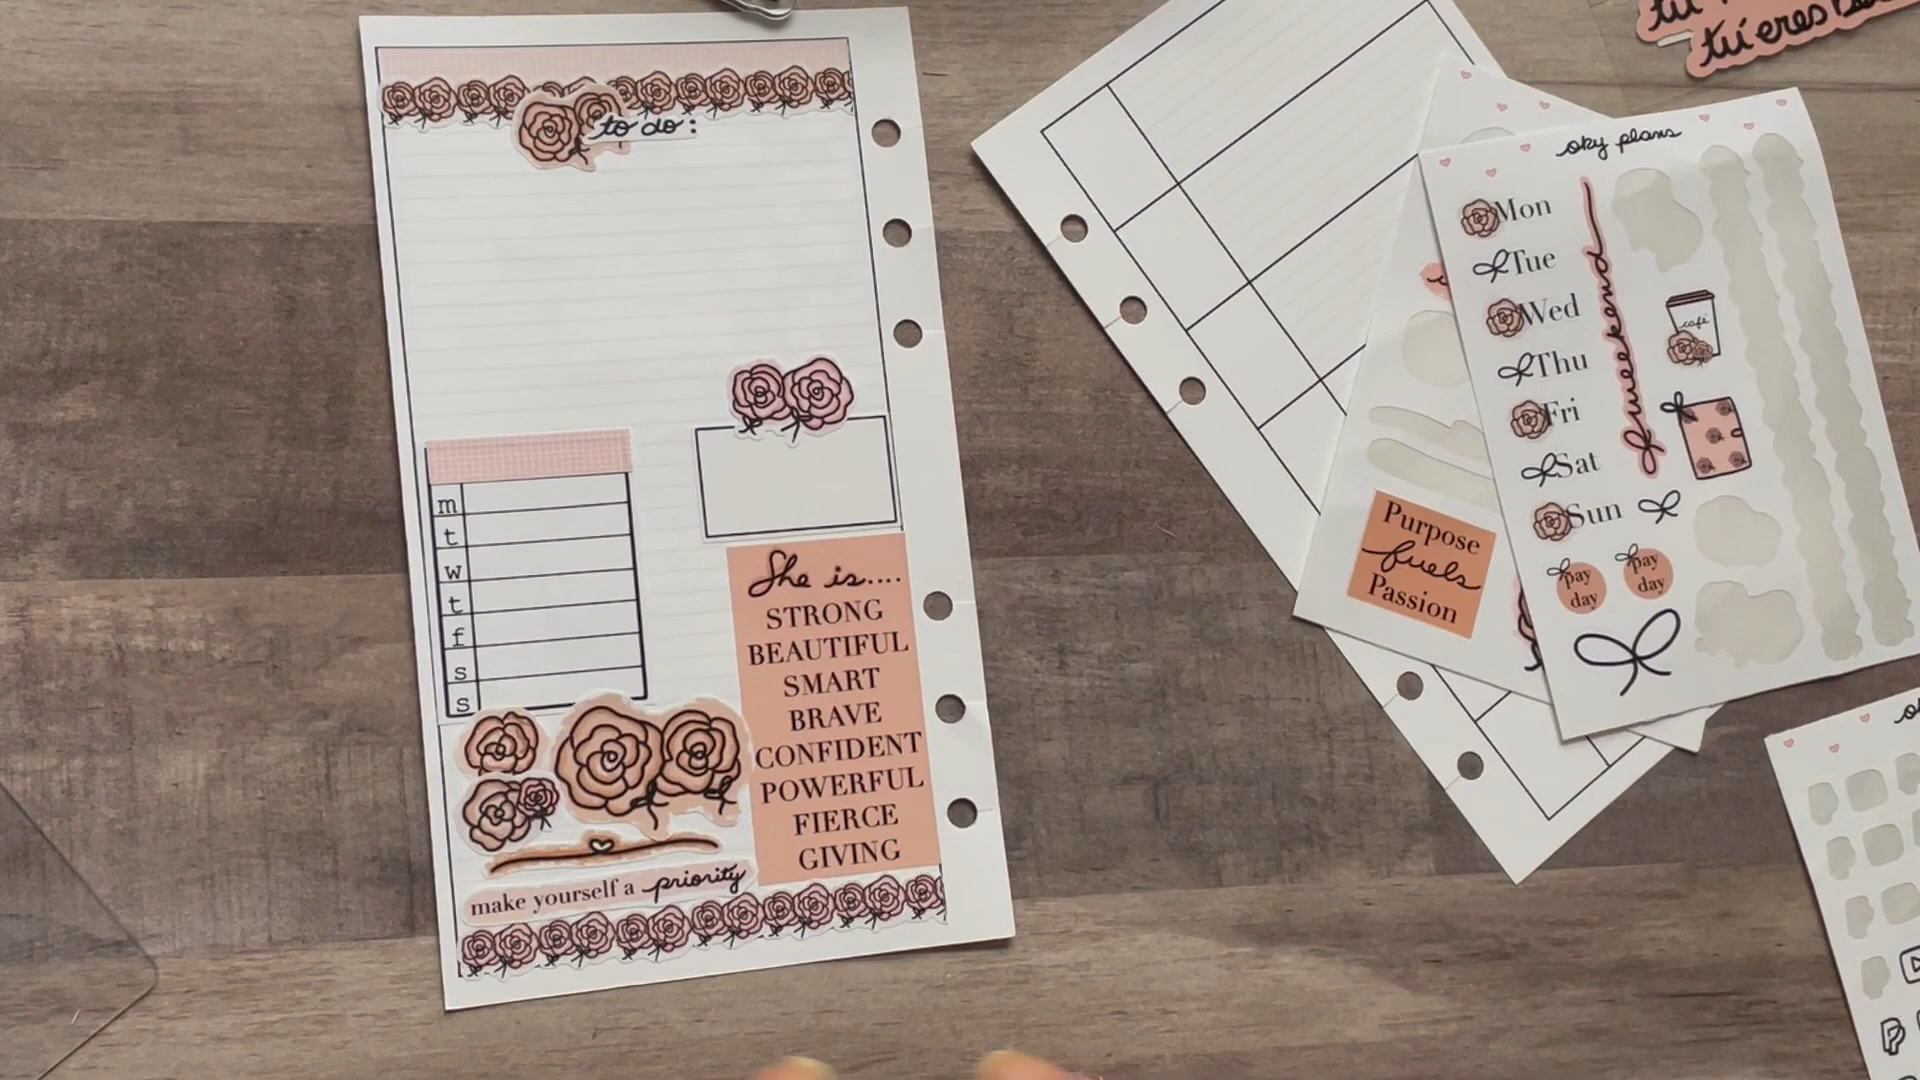 to do:
m
t
w
t
f
s
s
She is....
STRONG
BEAUTIFUL
SMART
BRAVE
CONFIDENT
POWERFUL
FIERCE
GIVING
make yourself a priority
tú eres
oky plans
Mon
Tue
Wed
Thu
Fri
Sat
Sun
weekend
café
pay
day
pay
day
Purpose
fuels
Passion